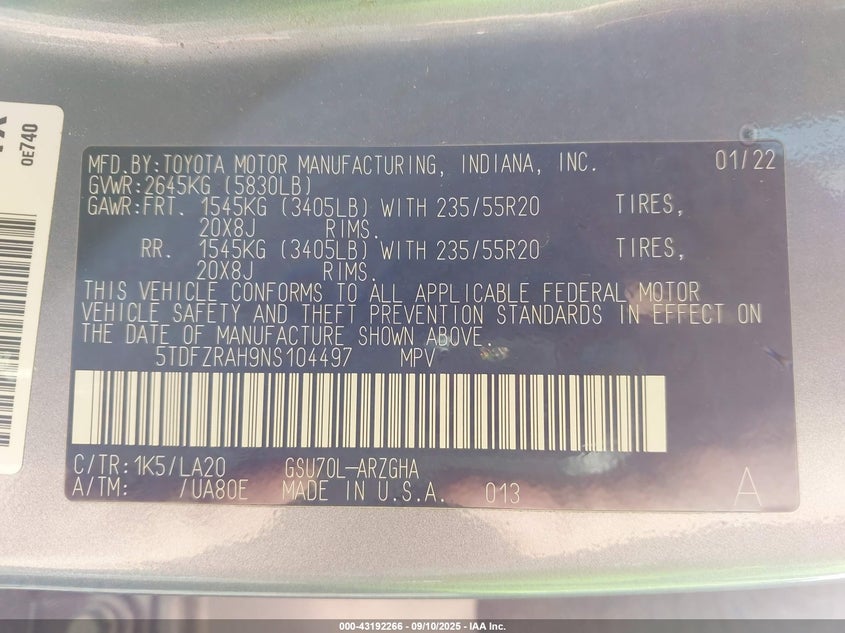 0E740
MFD.BY:TOYOTA MOTOR MANUFACTURING, INDIANA, INC. 01/22
GVWR:2645KG (5830LB)
GAWR:FRT. 1545KG (3405LB) WITH 235/55R20 TIRES,
20X8J RIMS.
RR. 1545KG (3405LB) WITH 235/55R20 TIRES,
20X8J RIMS.
THIS VEHICLE CONFORMS TO ALL APPLICABLE FEDERAL MOTOR
VEHICLE SAFETY AND THEFT PREVENTION STANDARDS IN EFFECT ON
THE DATE OF MANUFACTURE SHOWN ABOVE.
5TDFZRAH9NS104497 MPV
C/TR:1K5/LA20 GSU70L-ARZGHA
A/TM: /UA80E MADE IN U.S.A. 013 A
000-43192266 - 09/10/2025 - IAA Inc.